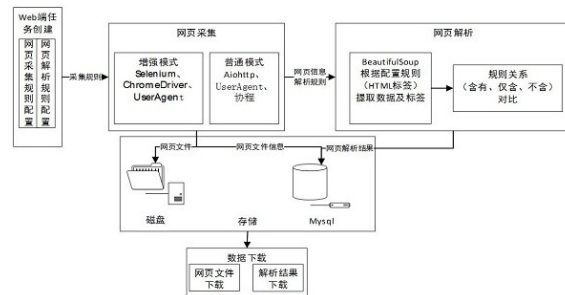 Web端任
务创建
网页采集规则配置
网页解析规则配置
采集规则
网页采集
增强模式
Selenium、
ChromeDriver、
UserAgent
普通模式
Aiohttp、
UserAgent、
协程
网页信息
解析规则
网页解析
BeautifulSoup
根据配置规则
（HTML标签）
提取数据及标签
规则关系
（含有、仅含、不含）
对比
网页文件
网页文件信息
网页解析结果
磁盘
存储
Mysql
数据下载
网页文件
下载
解析结果
下载